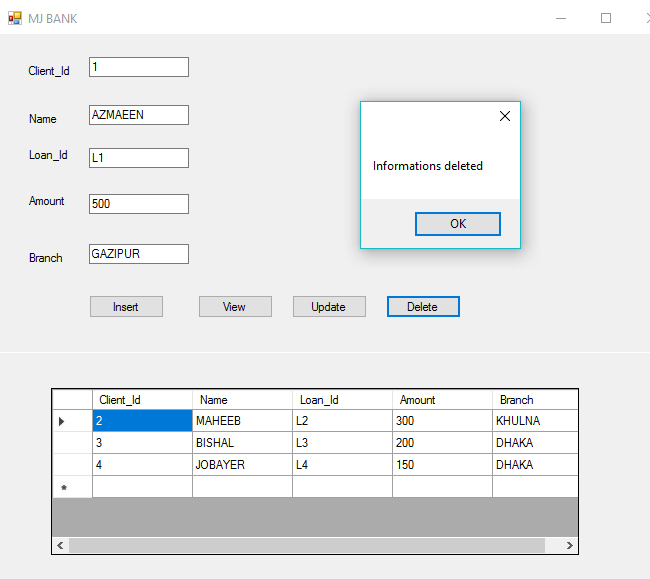 MJ BANK
Client_Id 1
Name AZMAEEN
Loan_Id L1
Amount 500
Branch GAZIPUR
Informations deleted
OK
Insert View Update Delete
Client_Id Name Loan_Id Amount Branch
2 MAHEEB L2 300 KHULNA
3 BISHAL L3 200 DHAKA
4 JOBAYER L4 150 DHAKA